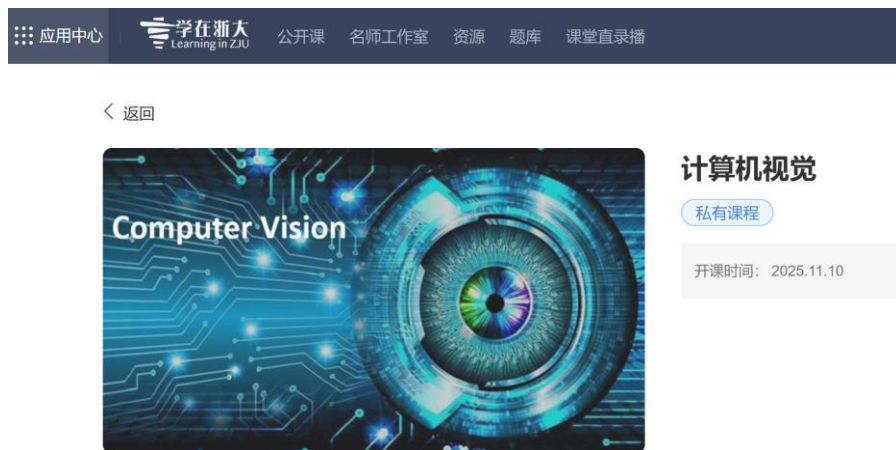 应用中心
学在浙大
Learning in ZJU
公开课 名师工作室 资源 题库 课堂直录播
返回
Computer Vision
计算机视觉
私有课程
开课时间： 2025.11.10